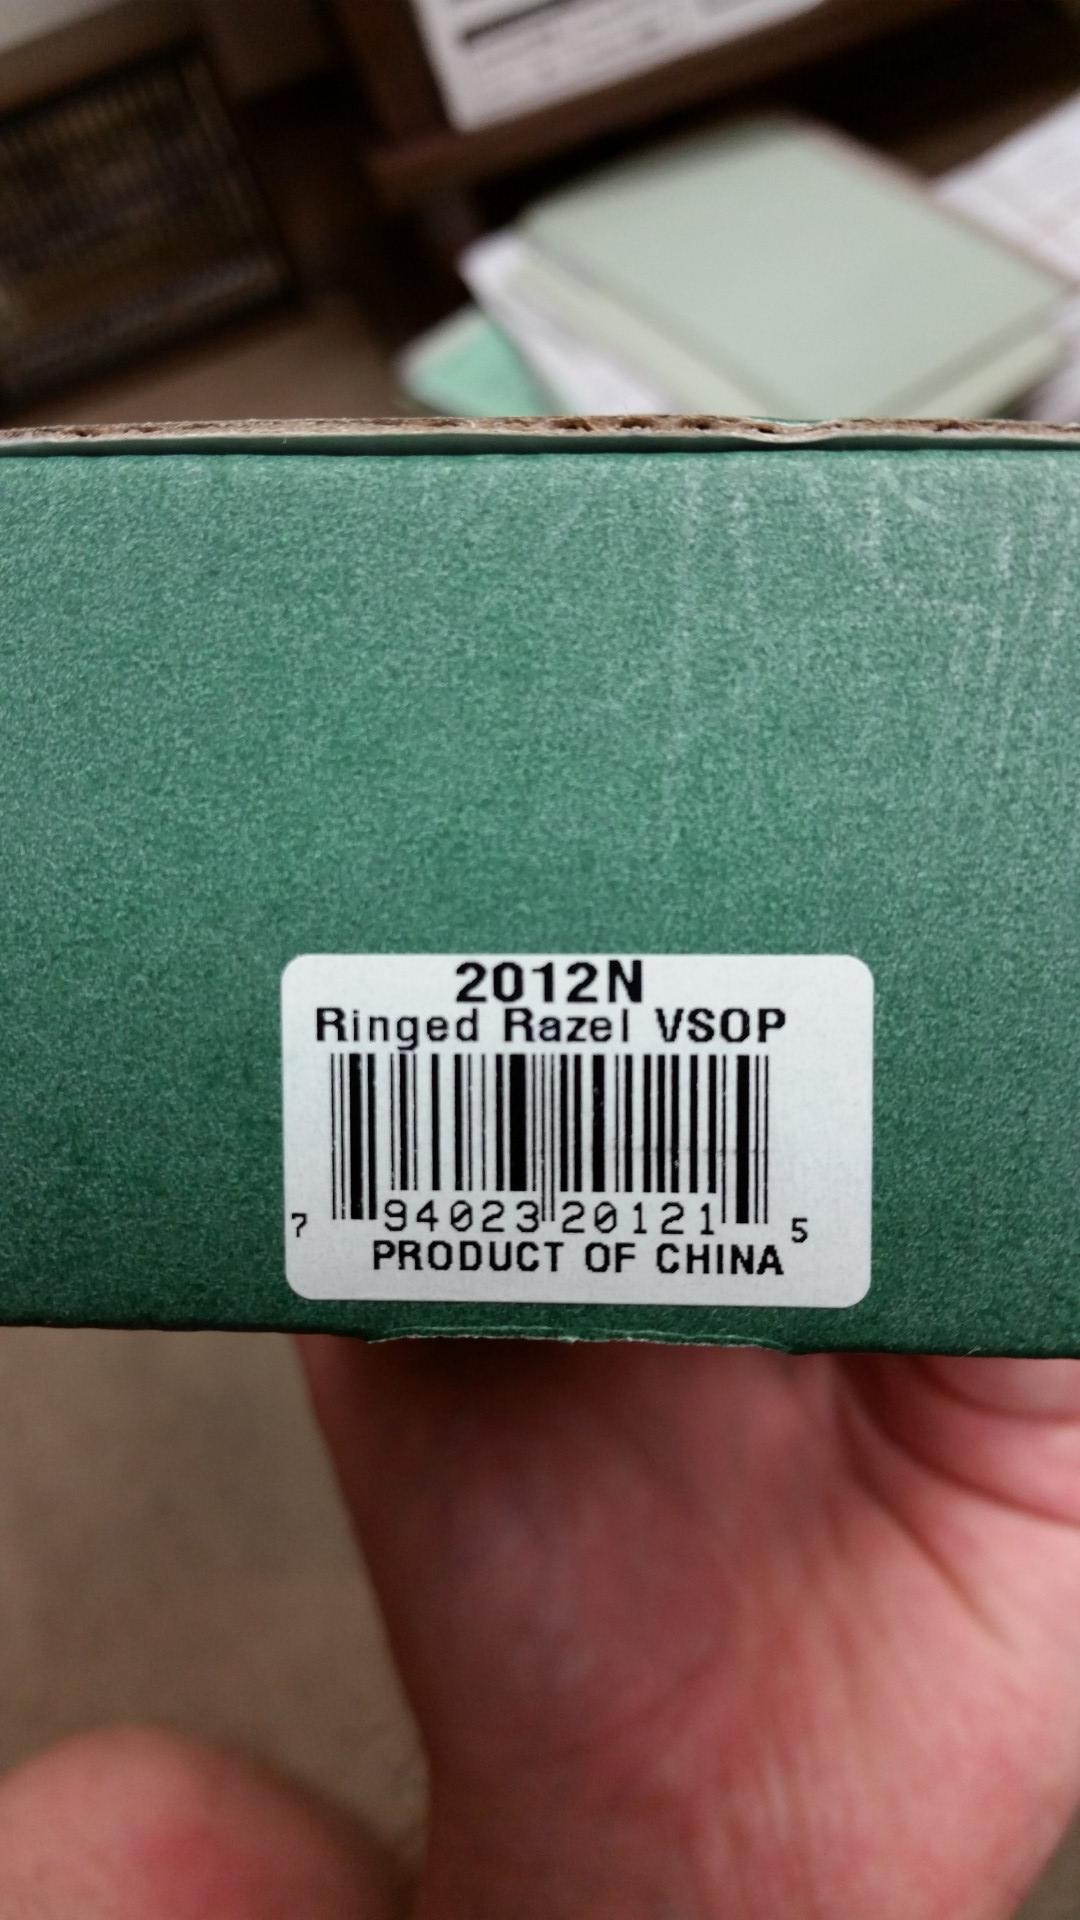 2012N
Ringed Razel VSOP
7 94023 20121 5
PRODUCT OF CHINA